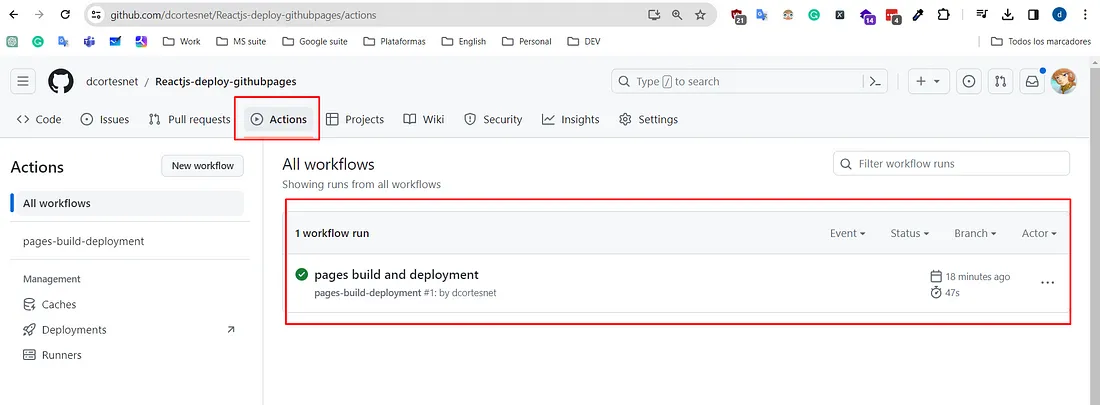 github.com/dcortesnet/Reactjs-deploy-githubpages/actions
21
14
4
d
Work
MS suite
Google suite
Plataformas
English
Personal
DEV
Todos los marcadores
dcortesnet / Reactjs-deploy-githubpages
Type / to search
Code
Issues
Pull requests
Actions
Projects
Wiki
Security
Insights
Settings
Actions
New workflow
All workflows
pages-build-deployment
Management
Caches
Deployments
Runners
All workflows
Showing runs from all workflows
Filter workflow runs
1 workflow run
Event
Status
Branch
Actor
pages build and deployment
pages-build-deployment #1: by dcortesnet
18 minutes ago
47s